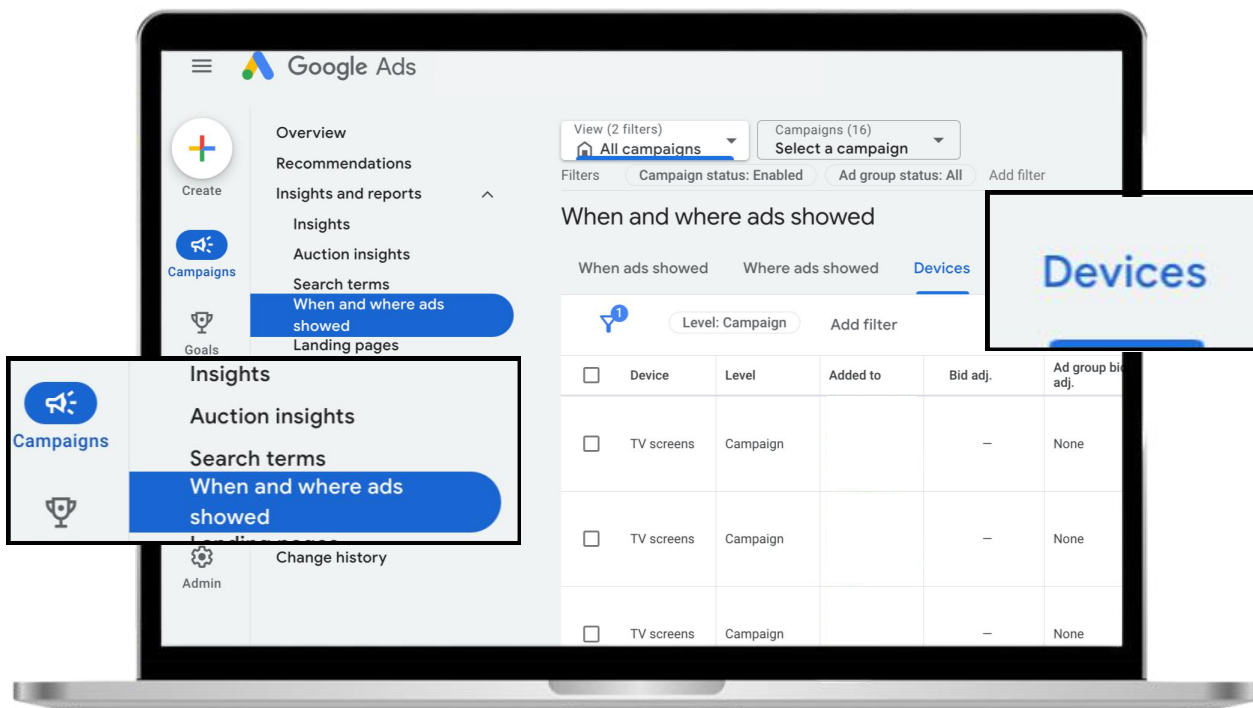 Google Ads
Create
Campaigns
Goals
Admin
Overview
Recommendations
Insights and reports
Insights
Auction insights
Search terms
When and where ads
showed
Landing pages
Change history
View (2 filters)
All campaigns
Campaigns (16)
Select a campaign
Filters
Campaign status: Enabled
Ad group status: All
Add filter
When and where ads showed
When ads showed
Where ads showed
Devices
1
Level: Campaign
Add filter
Device Level Added to Bid adj. Ad group bid
adj.
TV screens Campaign – None
TV screens Campaign – None
TV screens Campaign – None
Devices
Campaigns
Insights
Auction insights
Search terms
When and where ads
showed
Landing pages